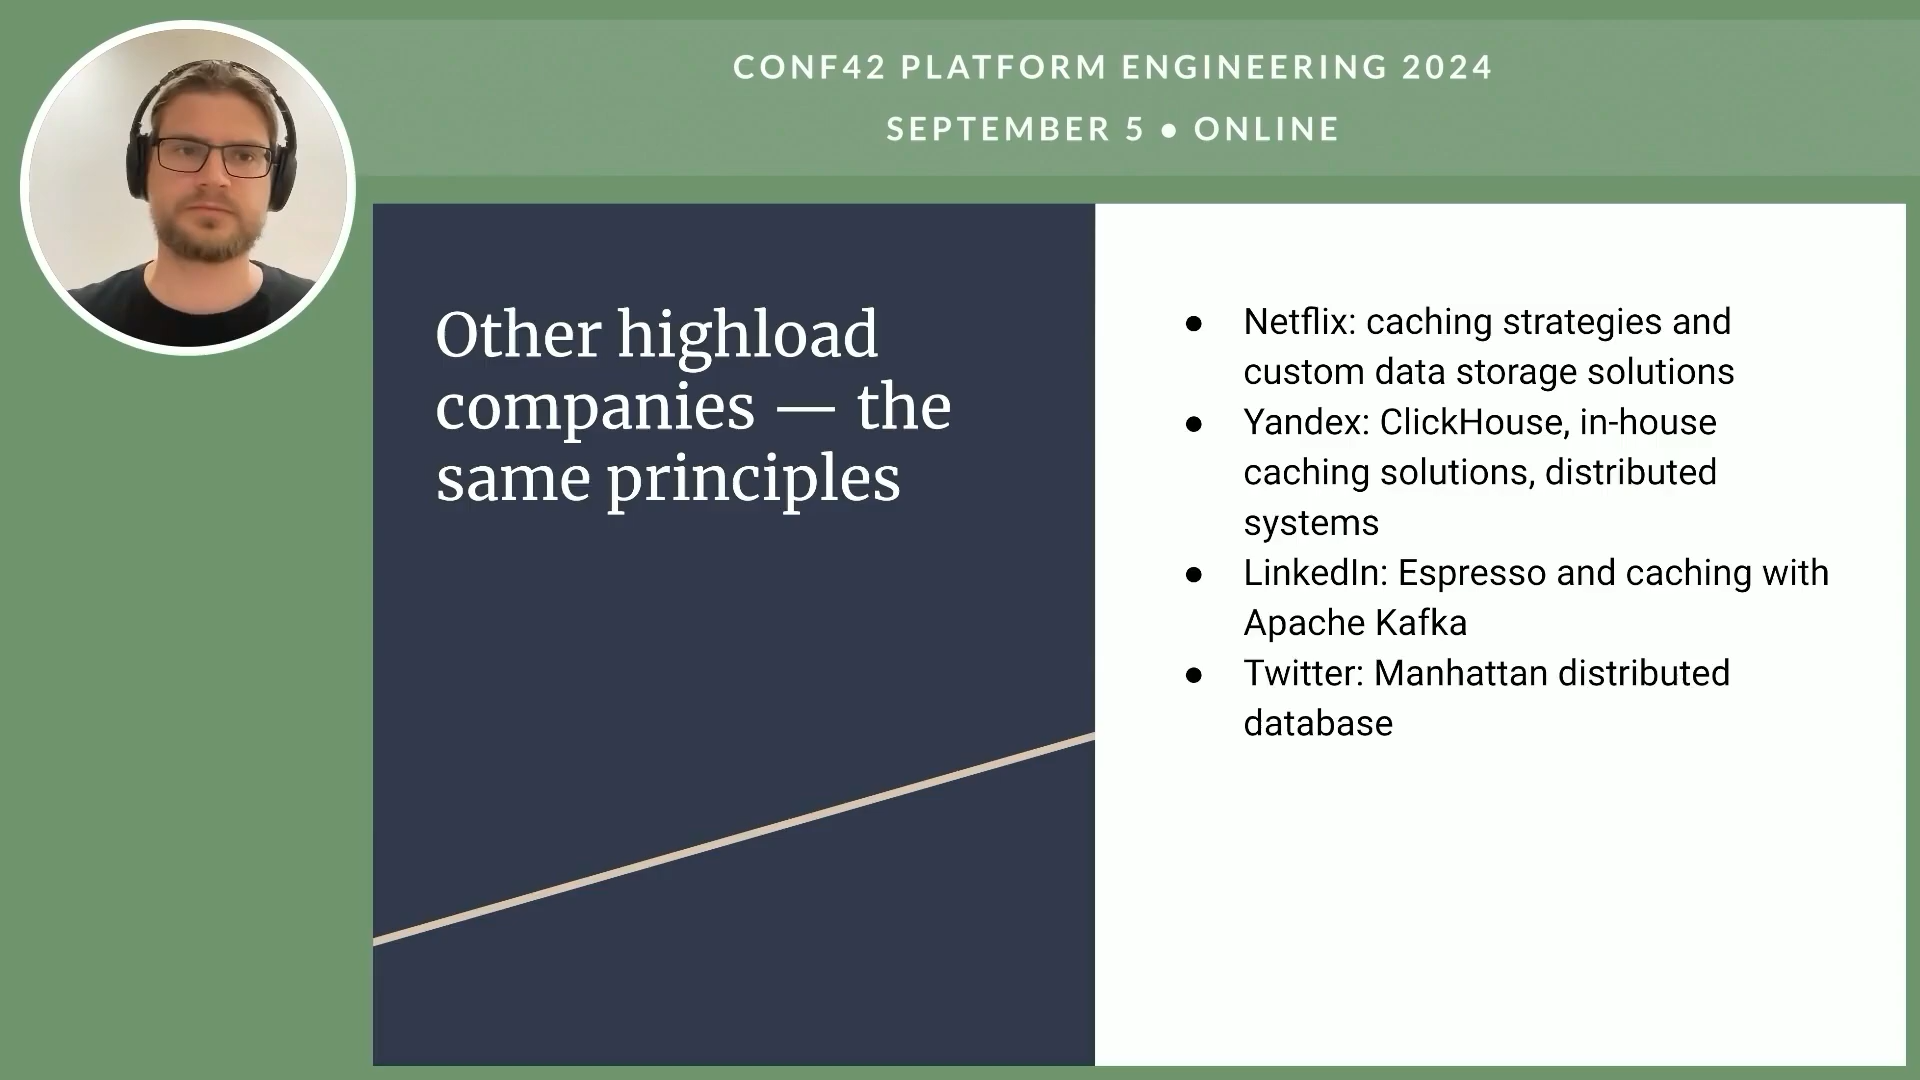 CONF42 PLATFORM ENGINEERING 2024
SEPTEMBER 5 ● ONLINE
Other highload
companies — the
same principles
● Netflix: caching strategies and
custom data storage solutions
● Yandex: ClickHouse, in-house
caching solutions, distributed
systems
● LinkedIn: Espresso and caching with
Apache Kafka
● Twitter: Manhattan distributed
database